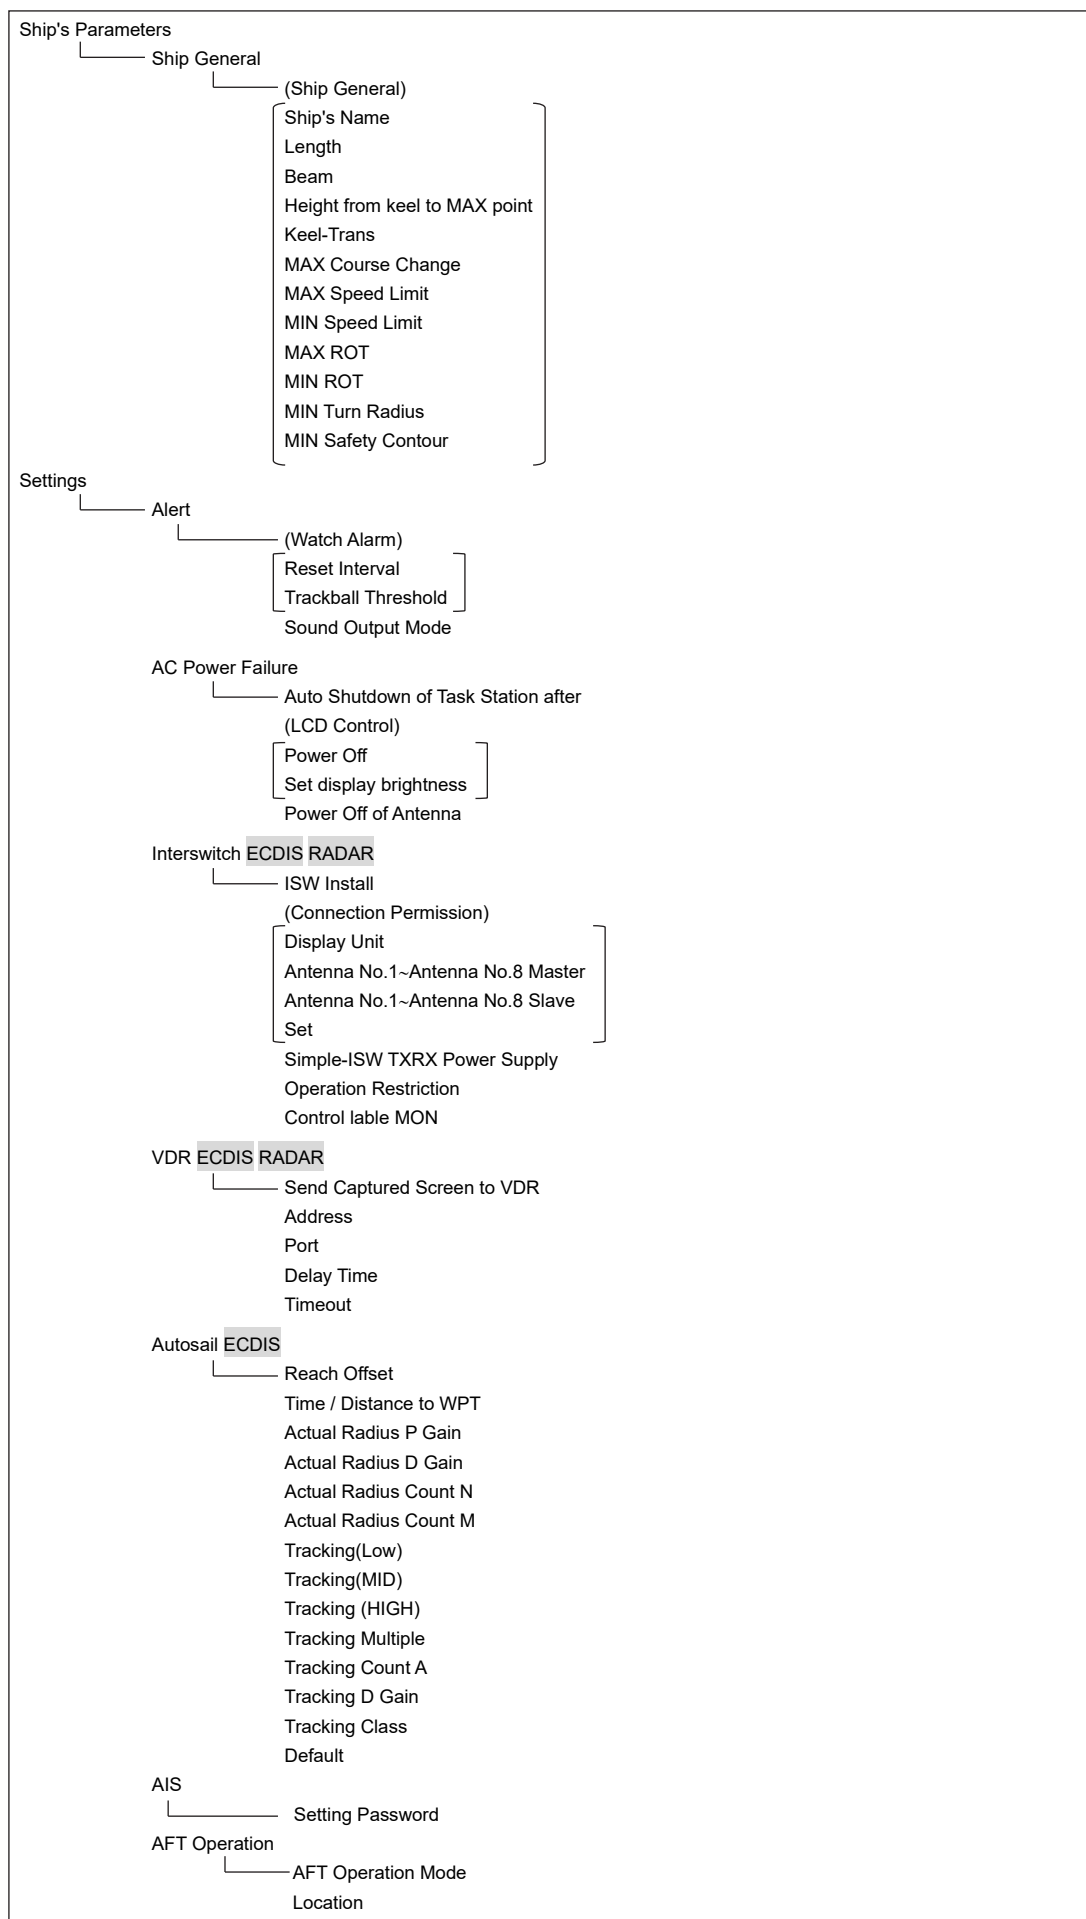 Ship's Parameters
Ship General
(Ship General)
Ship's Name
Length
Beam
Height from keel to MAX point
Keel-Trans
MAX Course Change
MAX Speed Limit
MIN Speed Limit
MAX ROT
MIN ROT
MIN Turn Radius
MIN Safety Contour
Settings
Alert
(Watch Alarm)
Reset Interval
Trackball Threshold
Sound Output Mode
AC Power Failure
Auto Shutdown of Task Station after
(LCD Control)
Power Off
Set display brightness
Power Off of Antenna
Interswitch ECDIS RADAR
ISW Install
(Connection Permission)
Display Unit
Antenna No.1~Antenna No.8 Master
Antenna No.1~Antenna No.8 Slave
Set
Simple-ISW TXRX Power Supply
Operation Restriction
Control lable MON
VDR ECDIS RADAR
Send Captured Screen to VDR
Address
Port
Delay Time
Timeout
Autosail ECDIS
Reach Offset
Time / Distance to WPT
Actual Radius P Gain
Actual Radius D Gain
Actual Radius Count N
Actual Radius Count M
Tracking(Low)
Tracking(MID)
Tracking (HIGH)
Tracking Multiple
Tracking Count A
Tracking D Gain
Tracking Class
Default
AIS
Setting Password
AFT Operation
AFT Operation Mode
Location